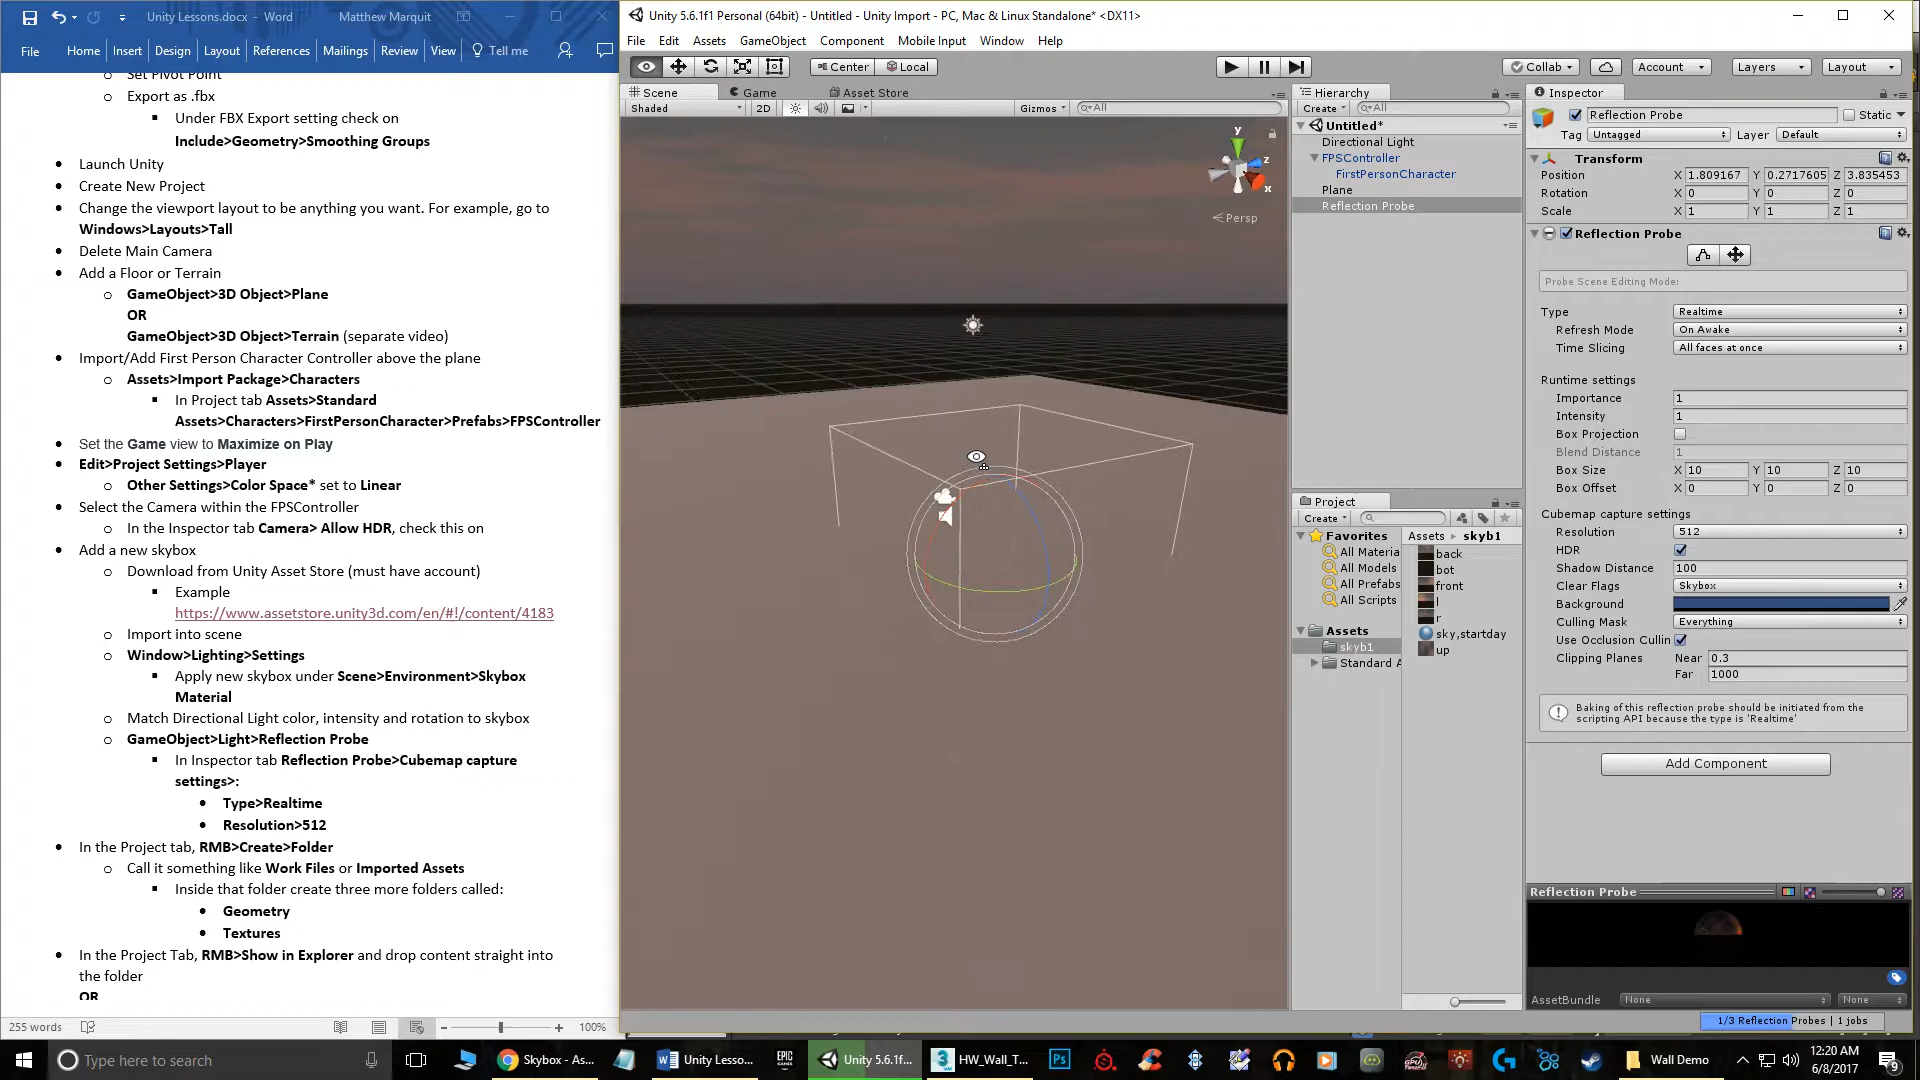 Unity Lessons.docx - Word
Matthew Marquit
File
Home
Insert
Design
Layout
References
Mailings
Review
View
Tell me
Set Pivot Point
Export as .fbx
Under FBX Export setting check on
Include>Geometry>Smoothing Groups
Launch Unity
Create New Project
Change the viewport layout to be anything you want. For example, go to
Windows>Layouts>Tall
Delete Main Camera
Add a Floor or Terrain
GameObject>3D Object>Plane
OR
GameObject>3D Object>Terrain (separate video)
Import/Add First Person Character Controller above the plane
Assets>Import Package>Characters
In Project tab Assets>Standard
Assets>Characters>FirstPersonCharacter>Prefabs>FPSController
Set the Game view to Maximize on Play
Edit>Project Settings>Player
Other Settings>Color Space* set to Linear
Select the Camera within the FPSController
In the Inspector tab Camera> Allow HDR, check this on
Add a new skybox
Download from Unity Asset Store (must have account)
Example
https://www.assetstore.unity3d.com/en/#!/content/4183
Import into scene
Window>Lighting>Settings
Apply new skybox under Scene>Environment>Skybox
Material
Match Directional Light color, intensity and rotation to skybox
GameObject>Light>Reflection Probe
In Inspector tab Reflection Probe>Cubemap capture
settings>:
Type>Realtime
Resolution>512
In the Project tab, RMB>Create>Folder
Call it something like Work Files or Imported Assets
Inside that folder create three more folders called:
Geometry
Textures
In the Project Tab, RMB>Show in Explorer and drop content straight into
the folder
OR
255 words
100%
Unity 5.6.1f1 Personal (64bit) - Untitled - Unity Import - PC, Mac & Linux Standalone* <DX11>
File
Edit
Assets
GameObject
Component
Mobile Input
Window
Help
Center
Local
Collab
Account
Layers
Layout
Scene
Game
Asset Store
Shaded
2D
Gizmos
All
y
z
x
Persp
Hierarchy
Create
All
Untitled*
Directional Light
FPSController
FirstPersonCharacter
Plane
Reflection Probe
Project
Create
Favorites
All Materia
All Models
All Prefabs
All Scripts
Assets
skyb1
Standard A
Assets
skyb1
back
bot
front
l
r
sky,startday
up
Inspector
Reflection Probe
Static
Tag
Untagged
Layer
Default
Transform
Position X 1.809167 Y 0.2717605 Z 3.835453
Rotation X 0 Y 0 Z 0
Scale X 1 Y 1 Z 1
Reflection Probe
Probe Scene Editing Mode:
Type Realtime
Refresh Mode On Awake
Time Slicing All faces at once
Runtime settings
Importance 1
Intensity 1
Box Projection
Blend Distance 1
Box Size X 10 Y 10 Z 10
Box Offset X 0 Y 0 Z 0
Cubemap capture settings
Resolution 512
HDR
Shadow Distance 100
Clear Flags Skybox
Background
Culling Mask Everything
Use Occlusion Cullin
Clipping Planes Near 0.3
Far 1000
Baking of this reflection probe should be initiated from the
scripting API because the type is 'Realtime'
Add Component
Reflection Probe
AssetBundle None None
1/3 Reflection Probes | 1 jobs
Type here to search
Skybox - As...
Unity Lesso...
EPIC
GAMES
Unity 5.6.1f...
HW_Wall_T...
Ps
Wall Demo
12:20 AM
6/8/2017
9